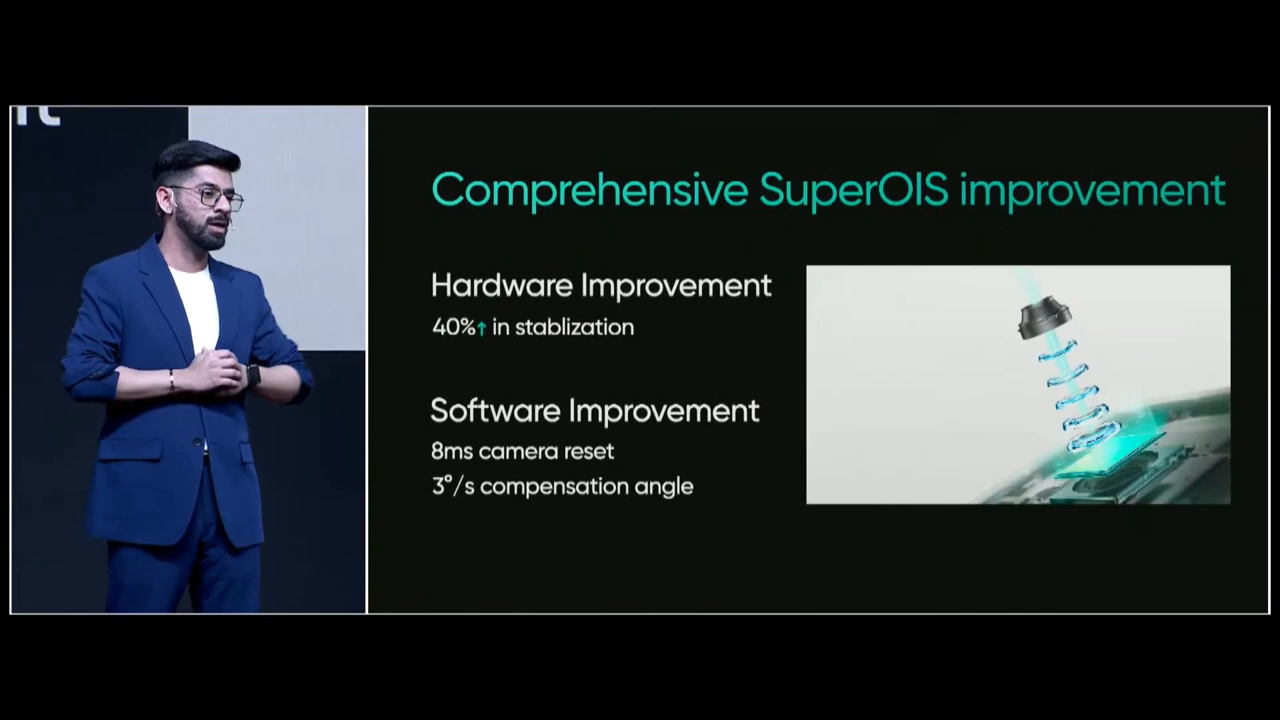 Comprehensive SuperOIS improvement
Hardware Improvement
40%↑ in stablization
Software Improvement
8ms camera reset
3°/s compensation angle